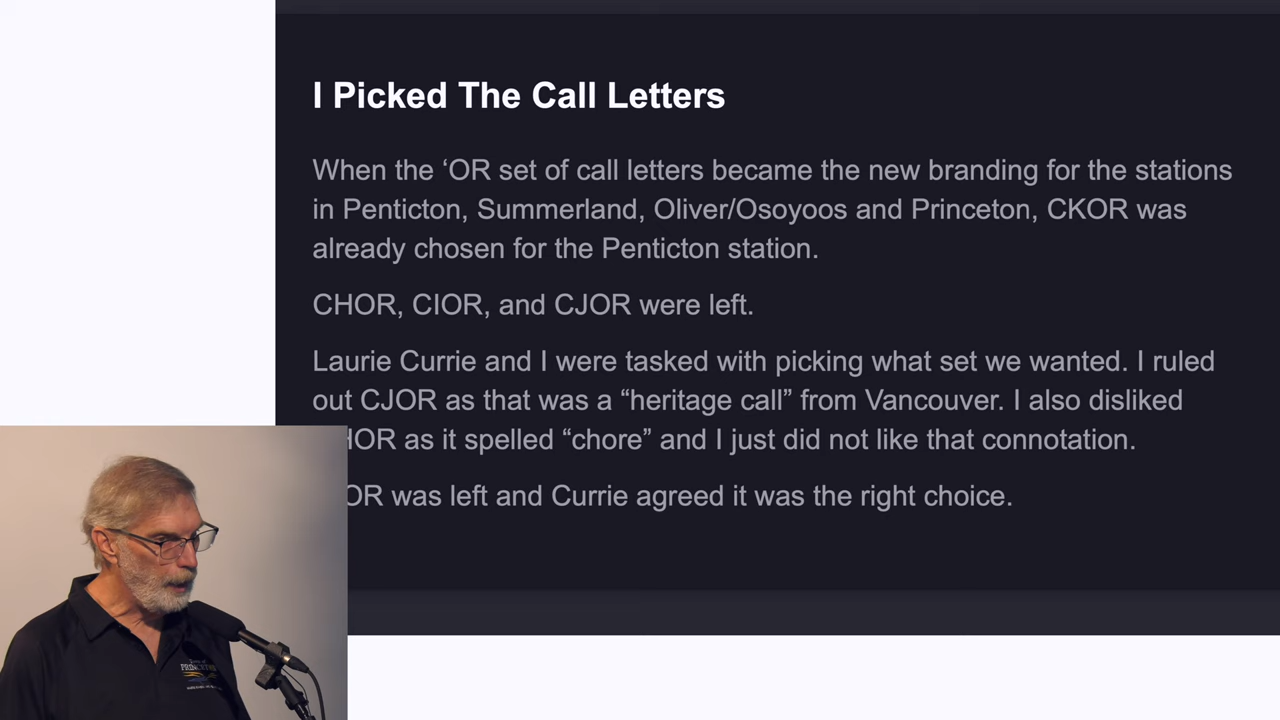 I Picked The Call Letters
When the ‘OR set of call letters became the new branding for the stations
in Penticton, Summerland, Oliver/Osoyoos and Princeton, CKOR was
already chosen for the Penticton station.
CHOR, CIOR, and CJOR were left.
Laurie Currie and I were tasked with picking what set we wanted. I ruled
out CJOR as that was a “heritage call” from Vancouver. I also disliked
HOR as it spelled “chore” and I just did not like that connotation.
OR was left and Currie agreed it was the right choice.